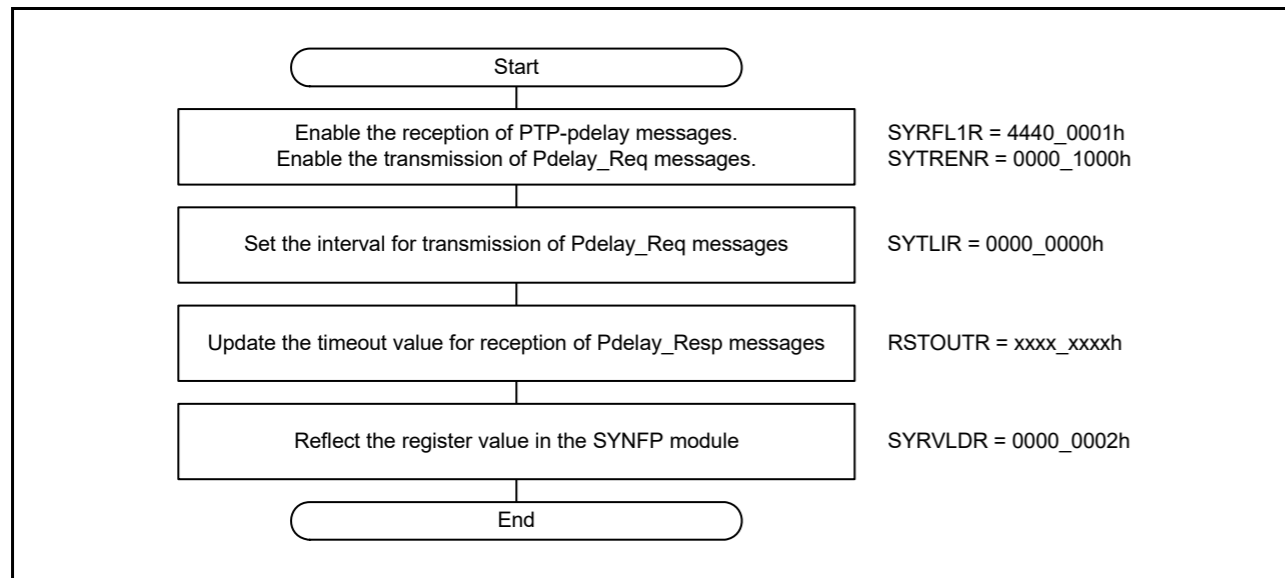 Start
Enable the reception of PTP-pdelay messages.
Enable the transmission of Pdelay_Req messages.
SYRFL1R = 4440_0001h
SYTRENR = 0000_1000h
Set the interval for transmission of Pdelay_Req messages
SYTLIR = 0000_0000h
Update the timeout value for reception of Pdelay_Resp messages
RSTOUTR = xxxx_xxxxh
Reflect the register value in the SYNFP module
SYRVLDR = 0000_0002h
End